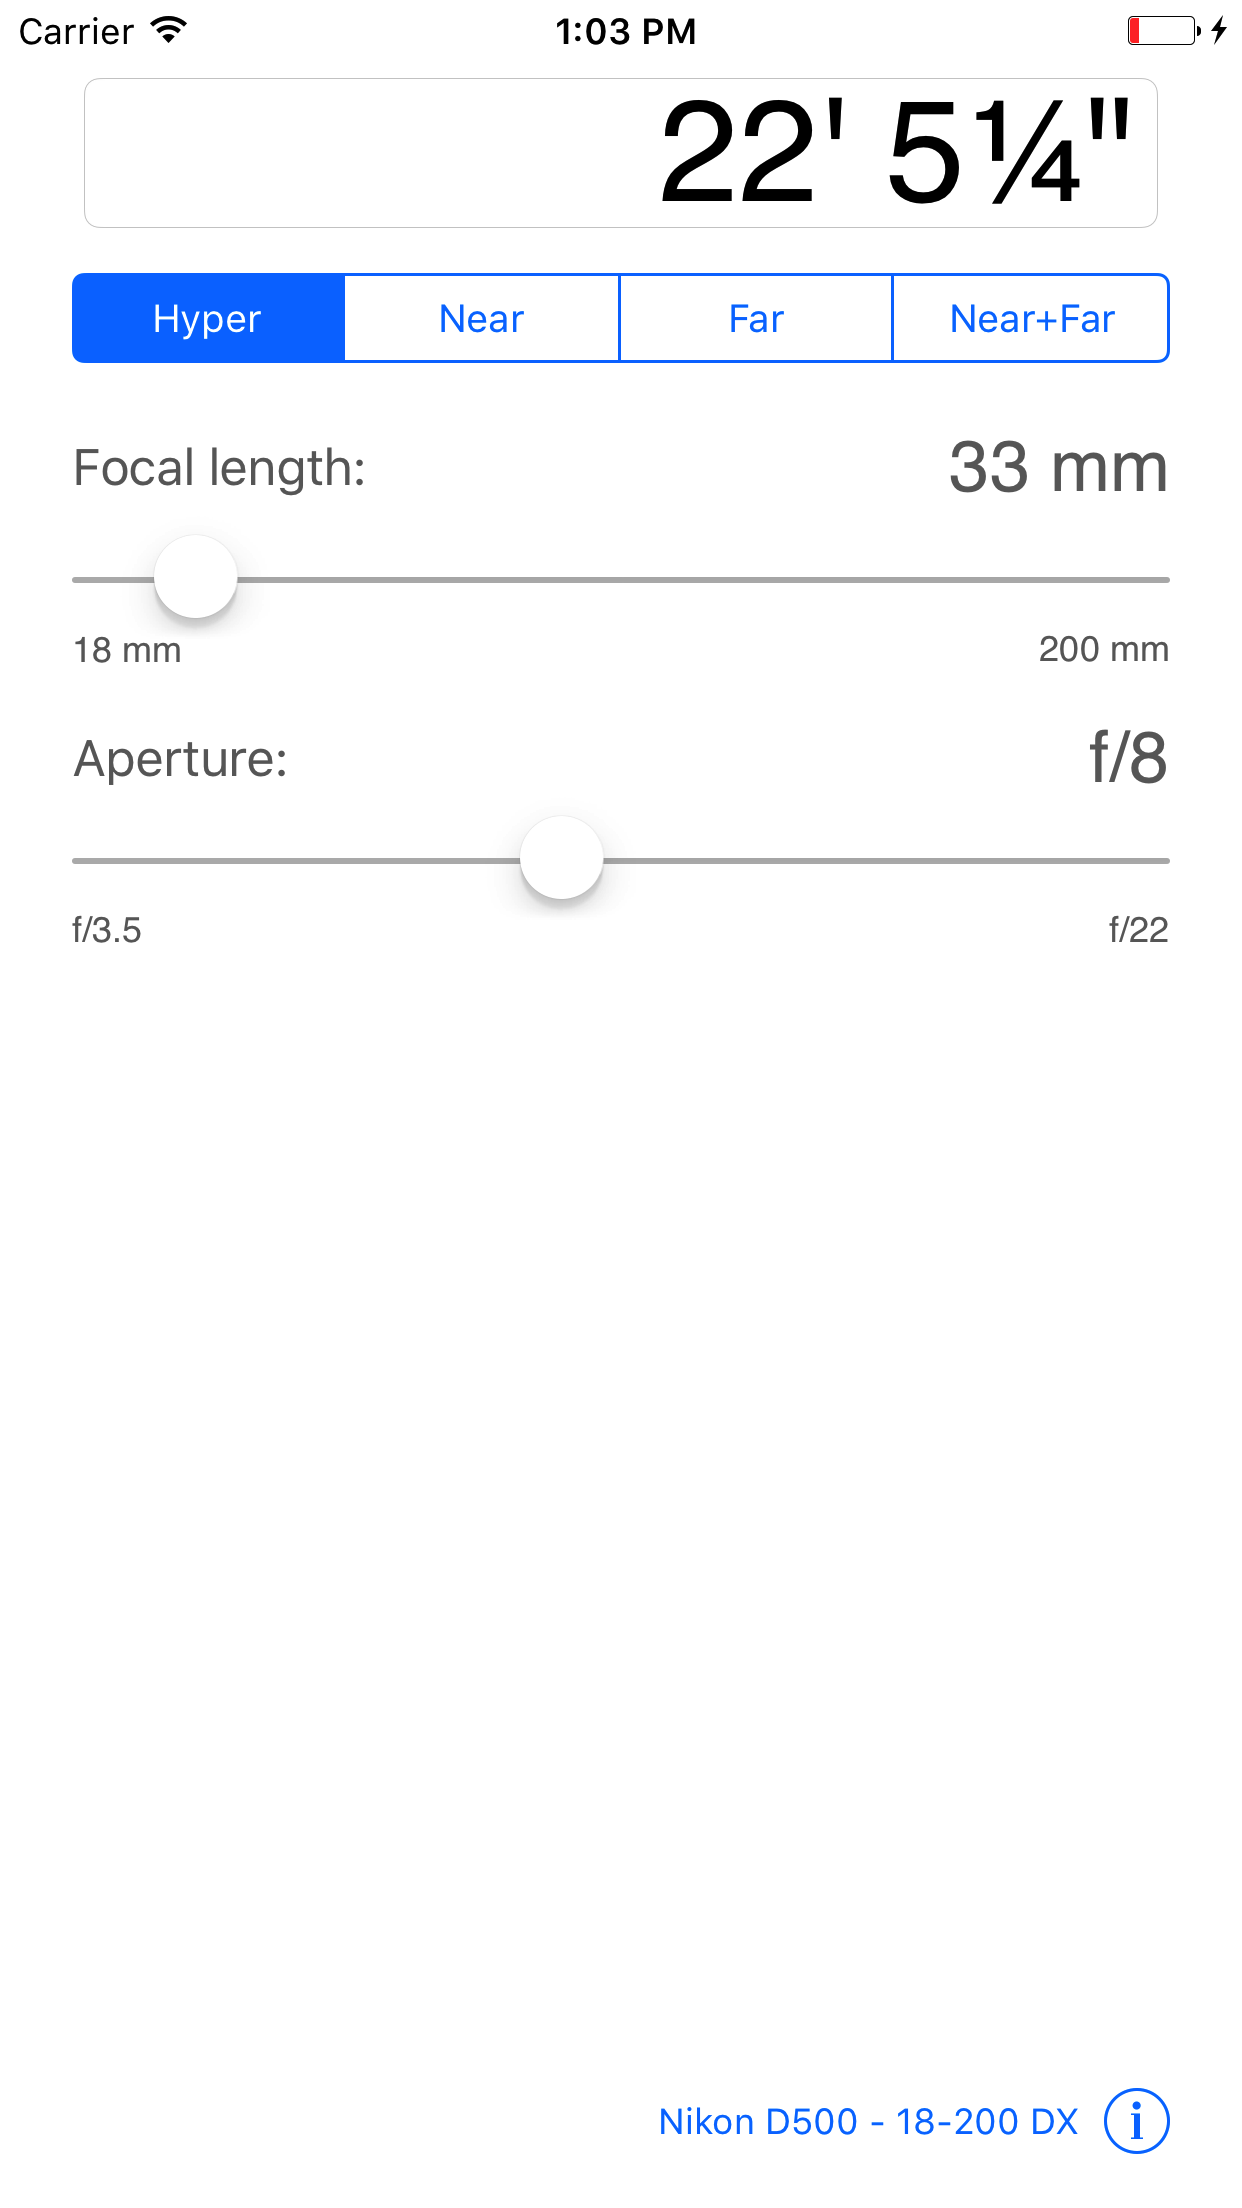 Carrier 1:03 PM
22' 5¼"
Hyper Near Far Near+Far
Focal length: 33 mm
18 mm 200 mm
Aperture: f/8
f/3.5 f/22
Nikon D500 - 18-200 DX i